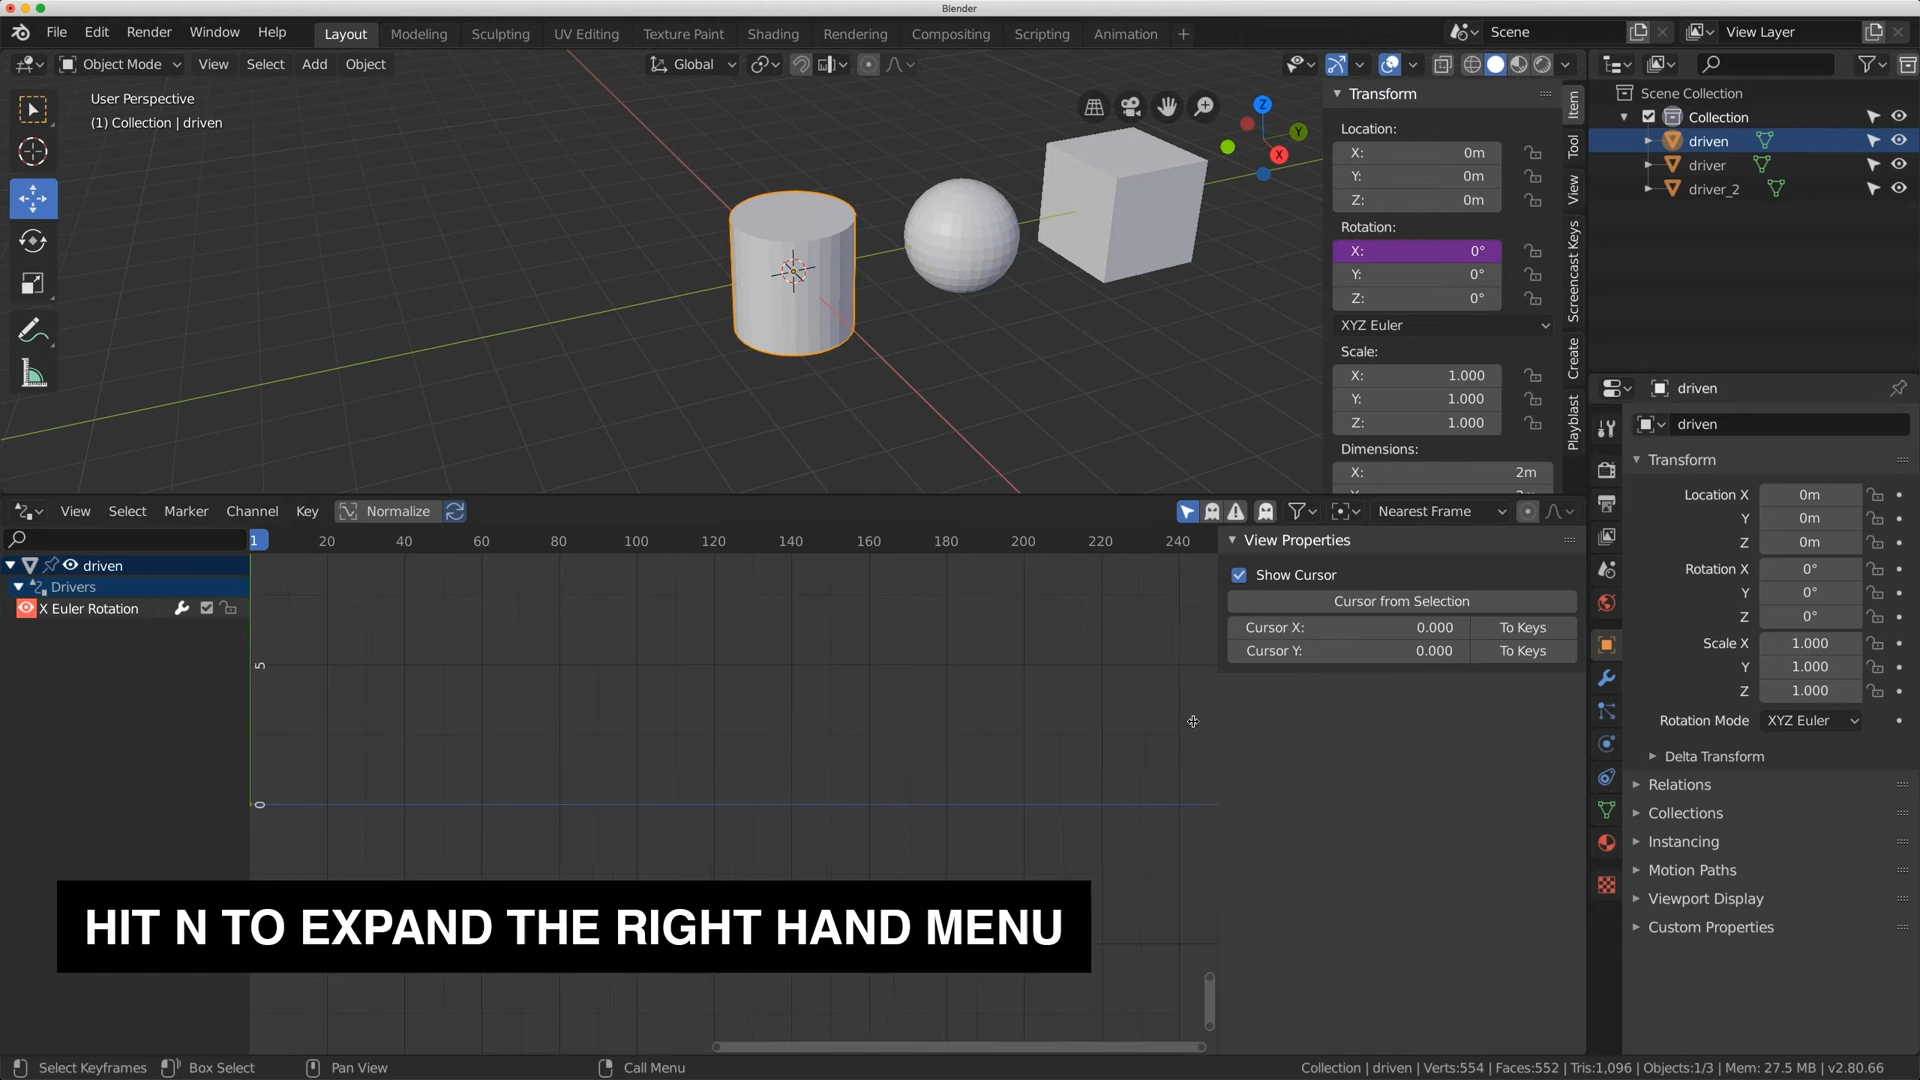 Blender
File Edit Render Window Help
Layout Modeling Sculpting UV Editing Texture Paint Shading Rendering Compositing Scripting Animation +
Scene View Layer
Object Mode View Select Add Object
Global
User Perspective
(1) Collection | driven
Z
Y
X
Transform
Location:
X: 0m
Y: 0m
Z: 0m
Rotation:
X: 0°
Y: 0°
Z: 0°
XYZ Euler
Scale:
X: 1.000
Y: 1.000
Z: 1.000
Dimensions:
X: 2m
Item
Tool
View
Screencast Keys
Create
Playblast
Scene Collection
Collection
driven
driver
driver_2
driven
driven
Transform
Location X 0m
Y 0m
Z 0m
Rotation X 0°
Y 0°
Z 0°
Scale X 1.000
Y 1.000
Z 1.000
Rotation Mode XYZ Euler
Delta Transform
Relations
Collections
Instancing
Motion Paths
Viewport Display
Custom Properties
View Select Marker Channel Key Normalize
Nearest Frame
1 20 40 60 80 100 120 140 160 180 200 220 240
driven
Drivers
X Euler Rotation
5
0
View Properties
Show Cursor
Cursor from Selection
Cursor X: 0.000 To Keys
Cursor Y: 0.000 To Keys
HIT N TO EXPAND THE RIGHT HAND MENU
Select Keyframes Box Select Pan View Call Menu
Collection | driven | Verts:554 | Faces:552 | Tris:1,096 | Objects:1/3 | Mem: 27.5 MB | v2.80.66